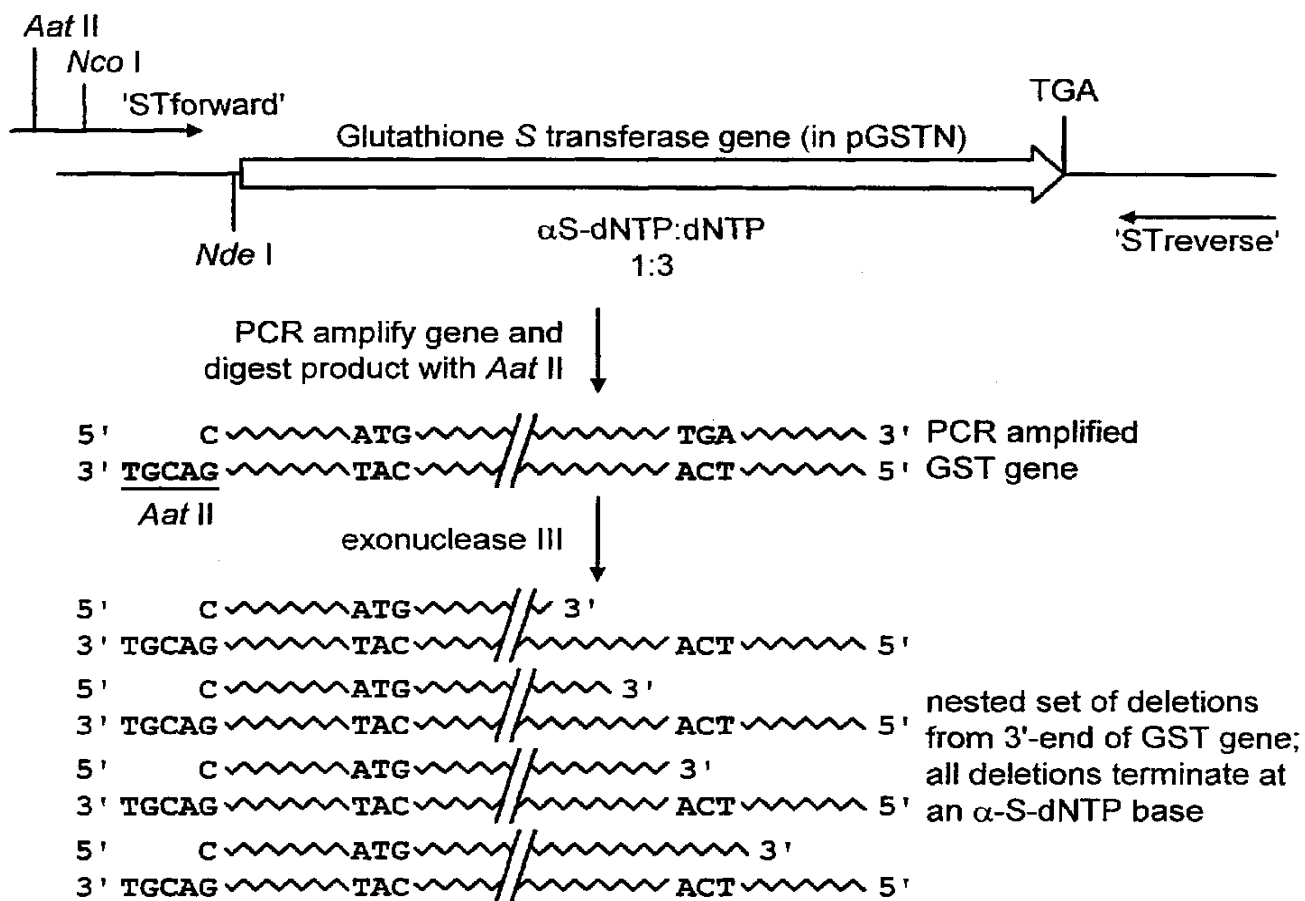 Aat II
Nco I
'STforward'
TGA
Glutathione S transferase gene (in pGSTN)
Nde I
αS-dNTP:dNTP
1:3
'STreverse'
PCR amplify gene and
digest product with Aat II
5' C ATG TGA 3' PCR amplified
3' TGCAG TAC ACT 5' GST gene
Aat II
exonuclease III
5' C ATG 3'
3' TGCAG TAC ACT 5'
5' C ATG 3'
3' TGCAG TAC ACT 5'
5' C ATG 3'
3' TGCAG TAC ACT 5'
5' C ATG 3'
3' TGCAG TAC ACT 5'
nested set of deletions
from 3'-end of GST gene;
all deletions terminate at
an α-S-dNTP base